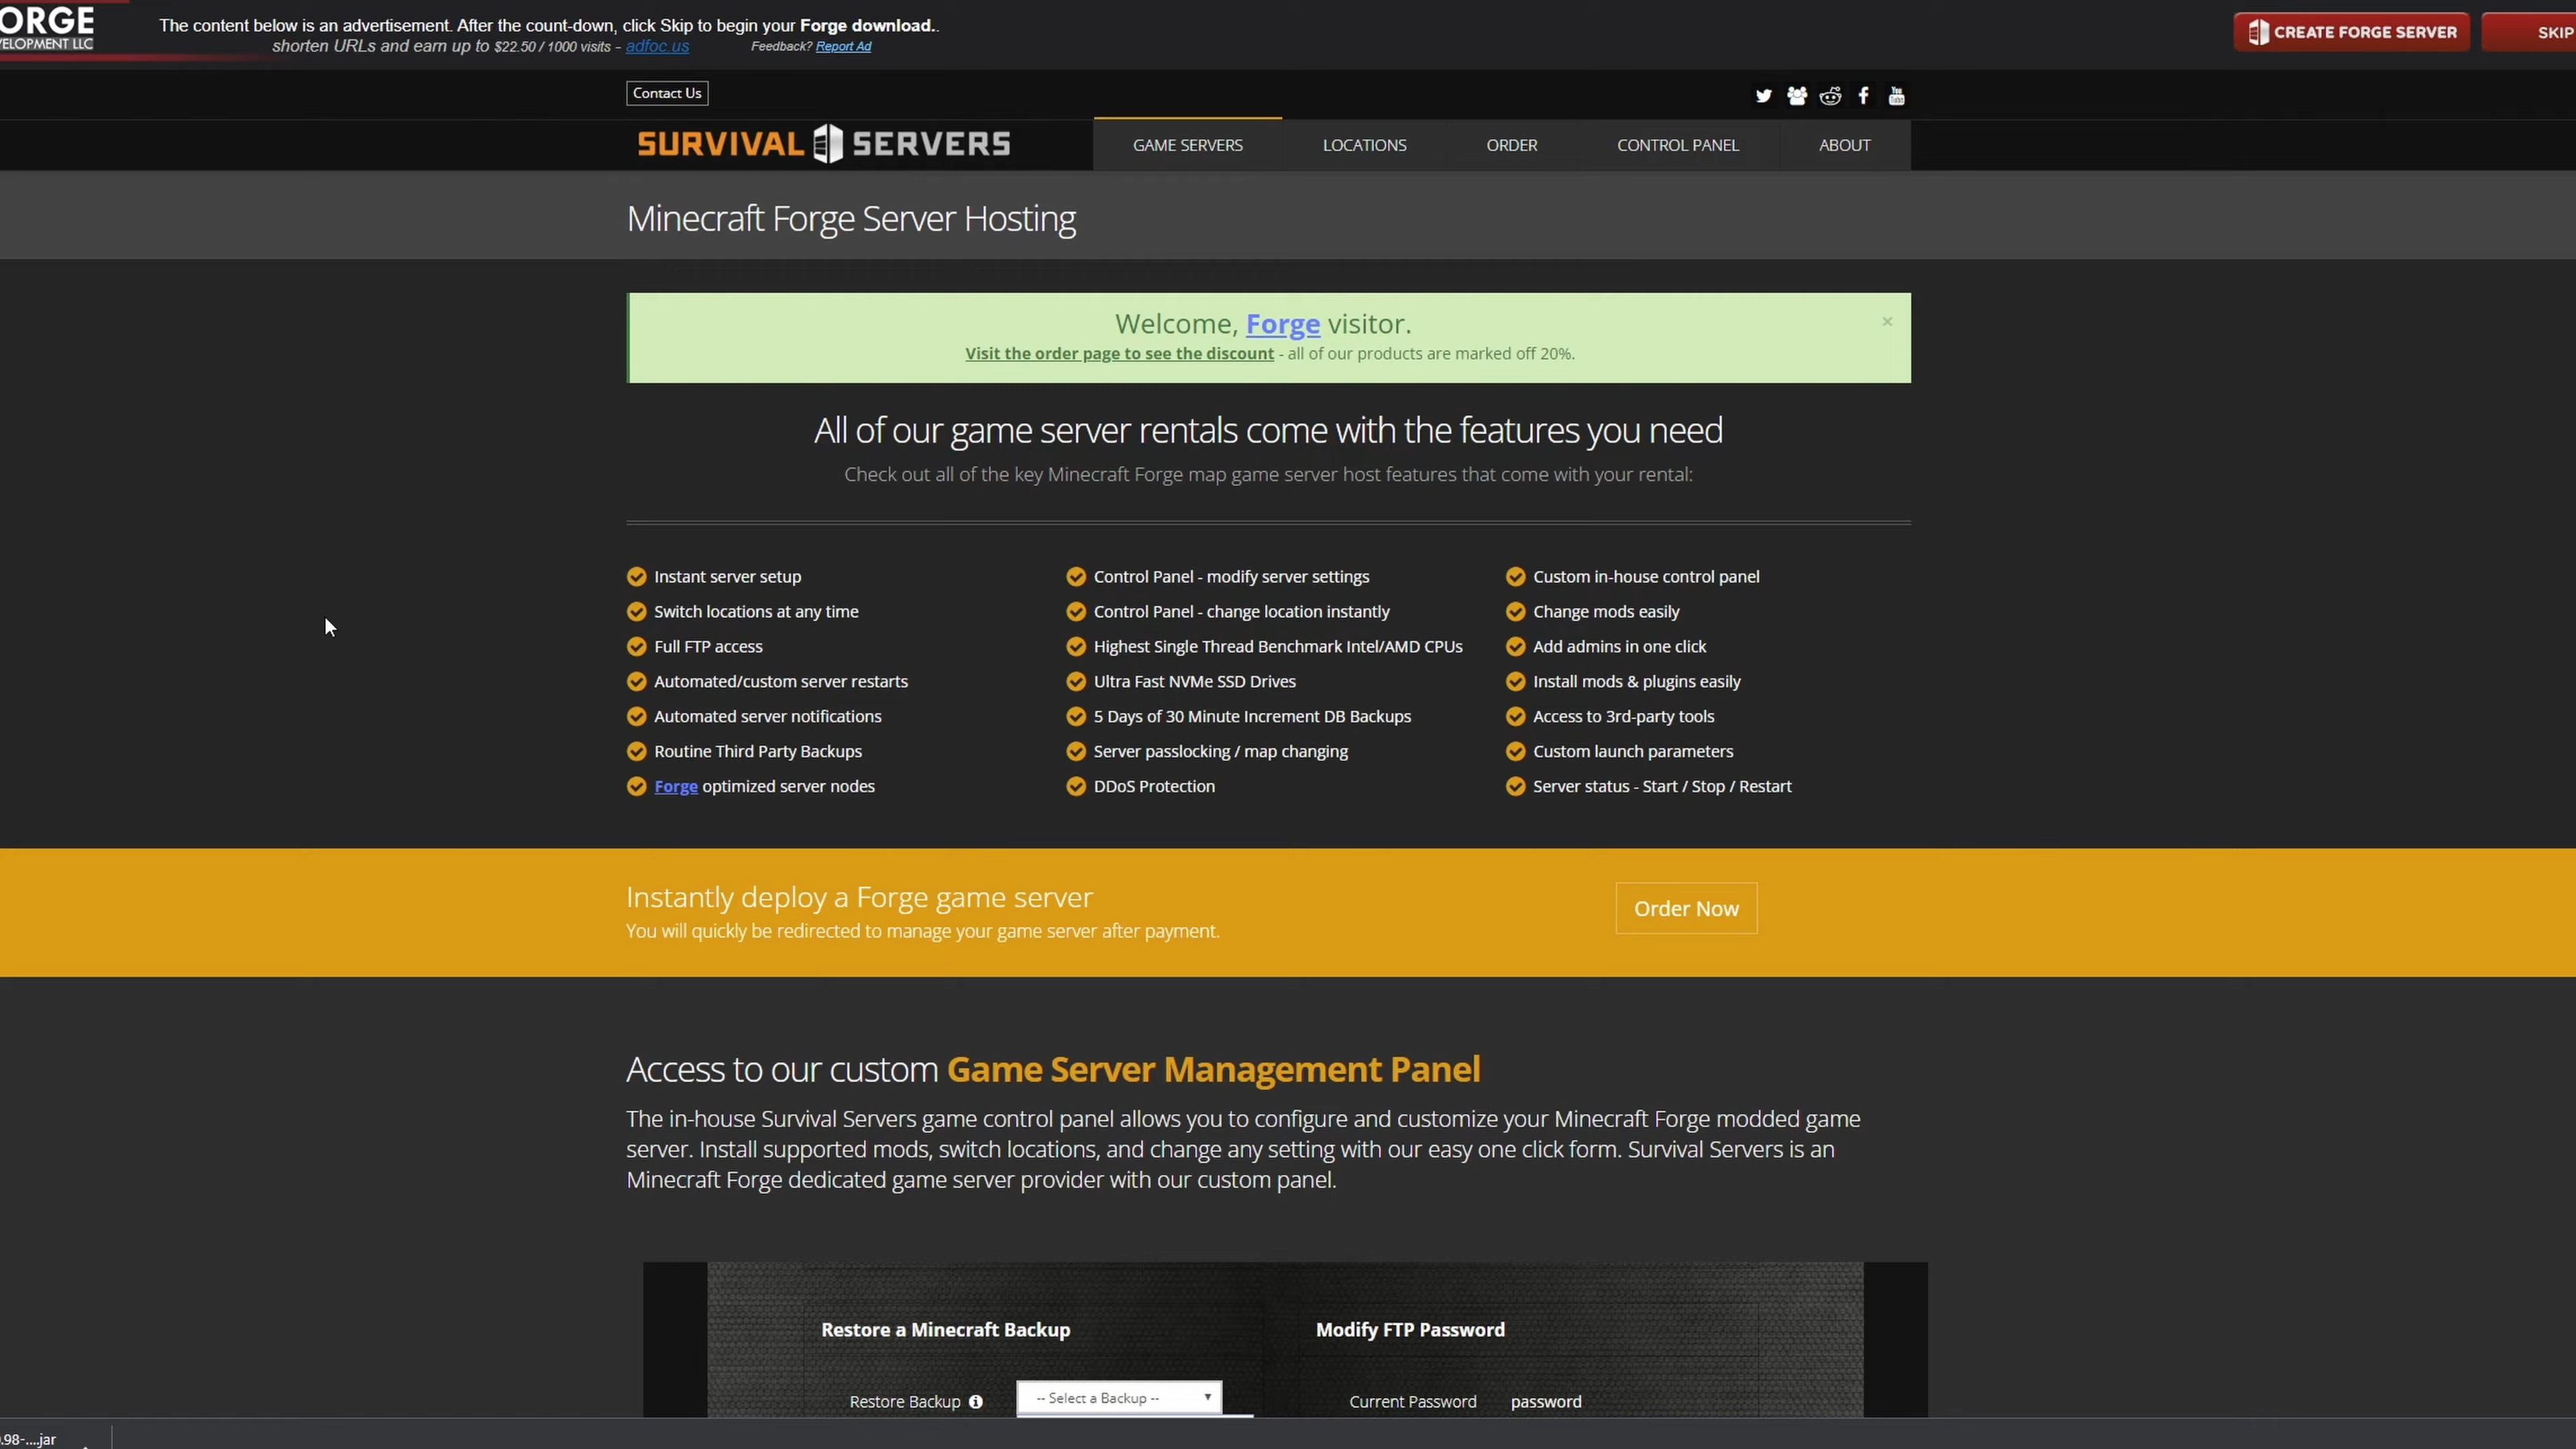 ORGE
VELOPMENT LLC
The content below is an advertisement. After the count-down, click Skip to begin your Forge download..
shorten URLs and earn up to $22.50 / 1000 visits - adfoc.us
Feedback? Report Ad
CREATE FORGE SERVER
SKIP
Contact Us
You Tube
SURVIVAL SERVERS
GAME SERVERS
LOCATIONS
ORDER
CONTROL PANEL
ABOUT
Minecraft Forge Server Hosting
Welcome, Forge visitor.
×
Visit the order page to see the discount - all of our products are marked off 20%.
All of our game server rentals come with the features you need
Check out all of the key Minecraft Forge map game server host features that come with your rental:
Instant server setup
Switch locations at any time
Full FTP access
Automated/custom server restarts
Automated server notifications
Routine Third Party Backups
Forge optimized server nodes
Control Panel - modify server settings
Control Panel - change location instantly
Highest Single Thread Benchmark Intel/AMD CPUs
Ultra Fast NVMe SSD Drives
5 Days of 30 Minute Increment DB Backups
Server passlocking / map changing
DDoS Protection
Custom in-house control panel
Change mods easily
Add admins in one click
Install mods & plugins easily
Access to 3rd-party tools
Custom launch parameters
Server status - Start / Stop / Restart
Instantly deploy a Forge game server
You will quickly be redirected to manage your game server after payment.
Order Now
Access to our custom Game Server Management Panel
The in-house Survival Servers game control panel allows you to configure and customize your Minecraft Forge modded game
server. Install supported mods, switch locations, and change any setting with our easy one click form. Survival Servers is an
Minecraft Forge dedicated game server provider with our custom panel.
Restore a Minecraft Backup
Restore Backup
-- Select a Backup --
Modify FTP Password
Current Password
password
.98-....jar